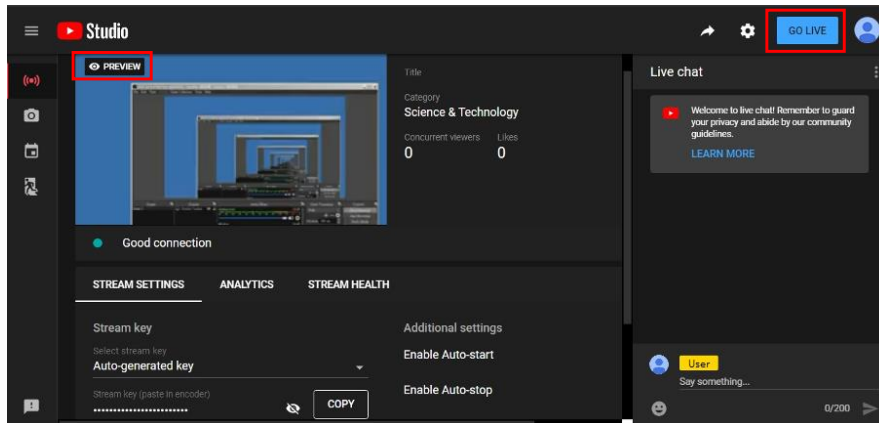 Studio
GO LIVE
PREVIEW
Title
Category
Science & Technology
Concurrent viewers Likes
0 0
Good connection
STREAM SETTINGS ANALYTICS STREAM HEALTH
Stream key
Select stream key
Auto-generated key
Stream key (paste in encoder)
••••••••••••••••••••••••
COPY
Additional settings
Enable Auto-start
Enable Auto-stop
Live chat
Welcome to live chat! Remember to guard
your privacy and abide by our community
guidelines.
LEARN MORE
User
Say something...
0/200